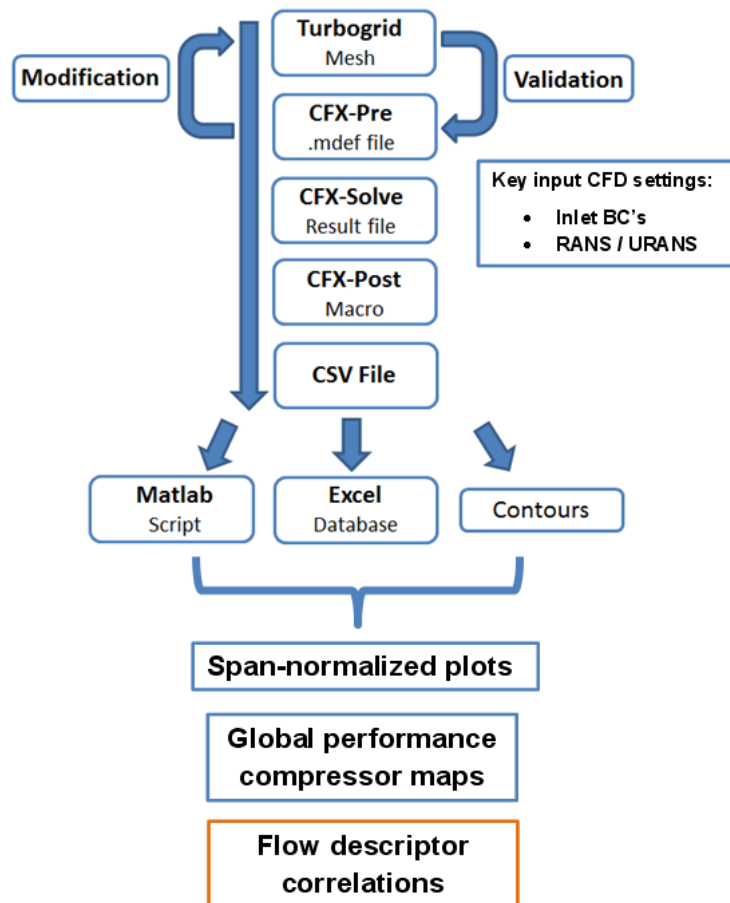 Turbogrid
Mesh
Modification
Validation
CFX-Pre
.mdef file
Key input CFD settings:
• Inlet BC's
• RANS / URANS
CFX-Solve
Result file
CFX-Post
Macro
CSV File
Matlab
Script
Excel
Database
Contours
Span-normalized plots
Global performance
compressor maps
Flow descriptor
correlations